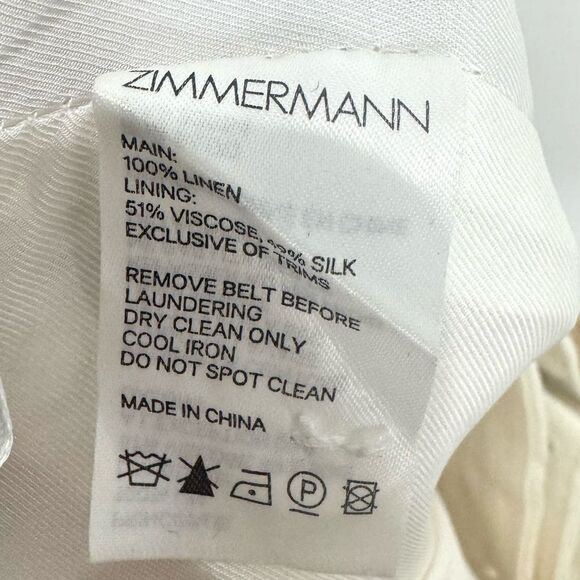 ZIMMERMANN
MAIN:
100% LINEN
LINING:
51% VISCOSE, 49% SILK
EXCLUSIVE OF TRIMS
REMOVE BELT BEFORE
LAUNDERING
DRY CLEAN ONLY
COOL IRON
DO NOT SPOT CLEAN
MADE IN CHINA
P